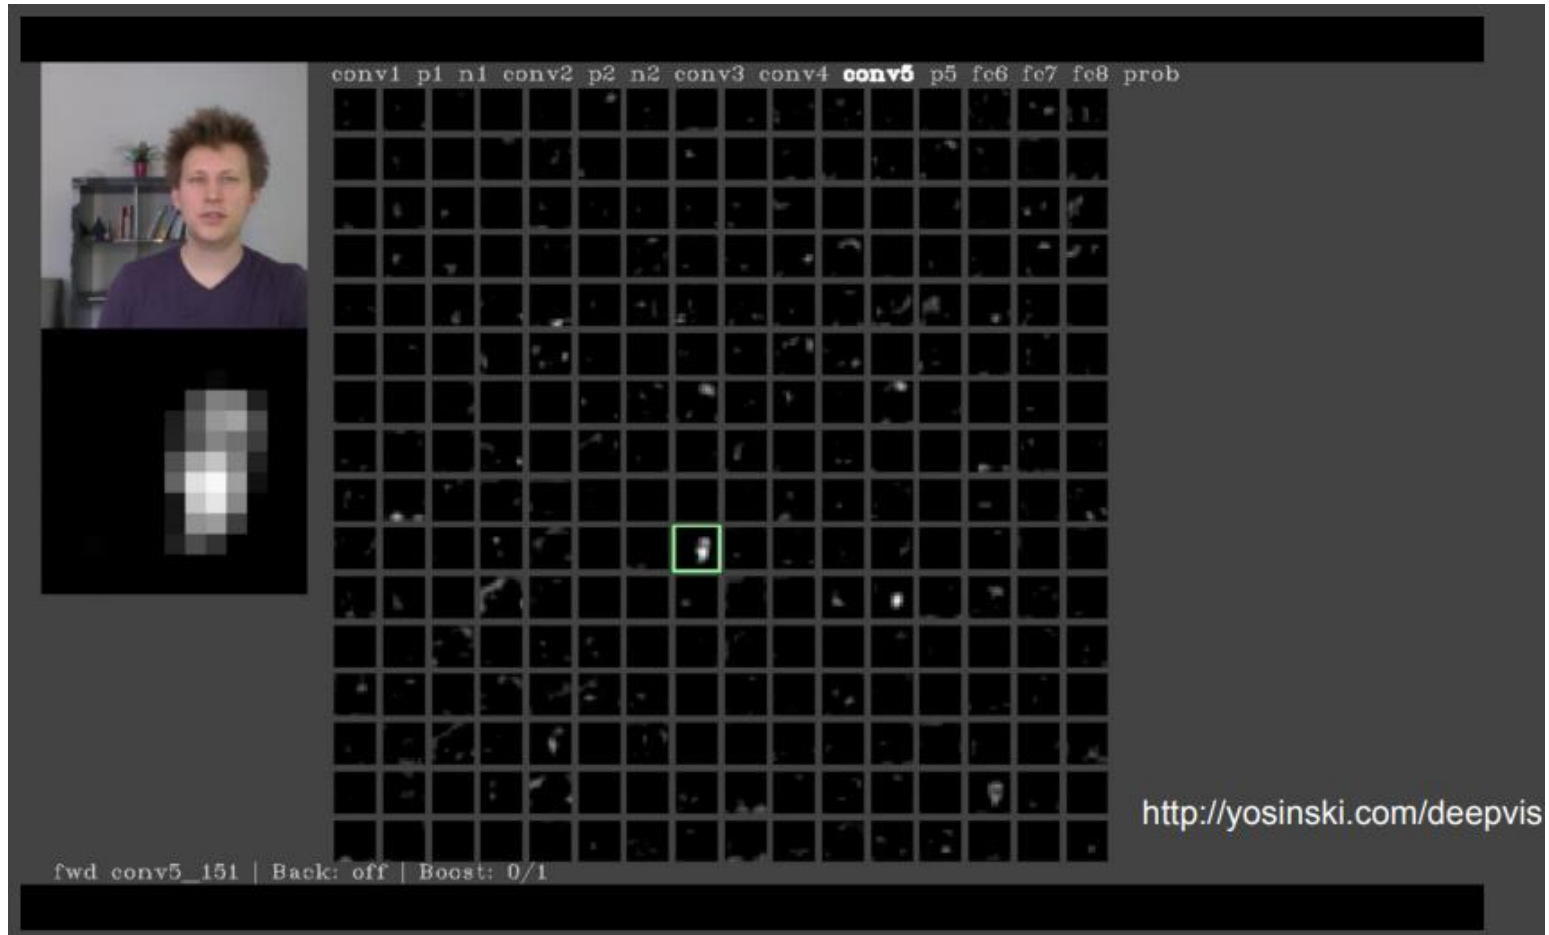 conv1 p1 n1 conv2 p2 n2 conv3 conv4 conv5 p5 fc6 fc7 fc8 prob
http://yosinski.com/deepvis
fwd conv5_151 | Back: off | Boost: 0/1